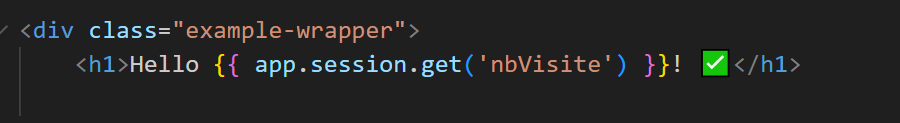 <div class="example-wrapper">
<h1>Hello {{ app.session.get('nbVisite') }}! ✅</h1>